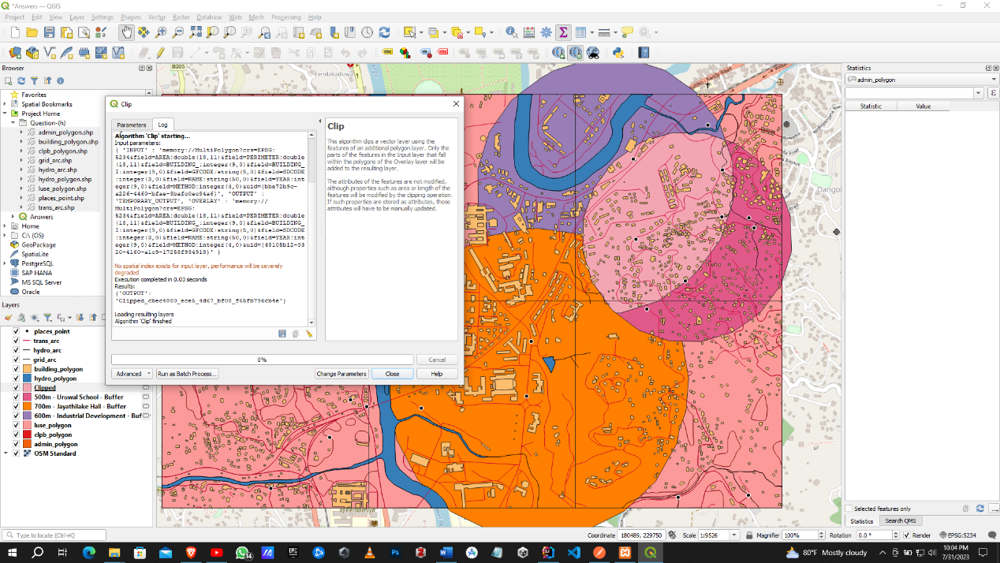 *Answers — QGIS
Project Edit View Layer Settings Plugins Vector Raster Database Web Mesh Processing Help
Browser
Favorites
Spatial Bookmarks
Project Home
Question-(h)
admin_polygon.shp
building_polygon.shp
clpb_polygon.shp
grid_arc.shp
hydro_arc.shp
hydro_polygon.shp
luse_polygon.shp
places_point.shp
trans_arc.shp
Answers
Home
C:\ (OS)
GeoPackage
SpatiaLite
PostgreSQL
SAP HANA
MS SQL Server
Oracle
Layers
places_point
trans_arc
hydro_arc
grid_arc
building_polygon
hydro_polygon
Clipped
500m - Uruwal School - Buffer
700m - Jayathilake Hall - Buffer
600m - Industrial Development - Buf
luse_polygon
clpb_polygon
admin_polygon
OSM Standard
Clip
Parameters Log
Algorithm 'Clip' starting...
Input parameters:
{ 'INPUT' : 'memory://MultiPolygon?crs=EPSG:
5234&field=AREA:double(18,11)&field=PERIMETER:double
(18,11)&field=BUILDING_:integer(9,0)&field=BUILDING_
I:integer(9,0)&field=GFCODE:string(5,0)&field=SDCODE
:integer(3,0)&field=NAME:string(50,0)&field=YEAR:int
eger(9,0)&field=METHOD:integer(4,0)&uid={bbe72b9c-
a226-4460-bfae-3bafc0ec84a6}', 'OUTPUT' :
'TEMPORARY_OUTPUT', 'OVERLAY' : 'memory://
MultiPolygon?crs=EPSG:
5234&field=AREA:double(18,11)&field=PERIMETER:double
(18,11)&field=BUILDING_:integer(9,0)&field=BUILDING_
I:integer(9,0)&field=GFCODE:string(5,0)&field=SDCODE
:integer(3,0)&field=NAME:string(50,0)&field=YEAR:int
eger(9,0)&field=METHOD:integer(4,0)&uid={48105b12-03
20-4160-a1c9-17258f934918}' }
No spatial index exists for input layer, performance will be severely
degraded
Execution completed in 0.03 seconds
Results:
{'OUTPUT':
'Clipped_cbec4880_ece5_4d67_bf08_f65fb796cb4e'}
Loading resulting layers
Algorithm 'Clip' finished
Clip
This algorithm clips a vector layer using the
features of an additional polygon layer. Only the
parts of the features in the Input layer that fall
within the polygons of the Overlay layer will be
added to the resulting layer.
The attributes of the features are not modified,
although properties such as area or length of the
features will be modified by the clipping operation.
If such properties are stored as attributes, those
attributes will have to be manually updated.
0%
Cancel
Advanced Run as Batch Process... Change Parameters Close Help
B005
Kendakaduwa
Dangol
Statistics
admin_polygon
Statistic Value
Selected features only
Statistics Search QMS
Type to locate (Ctrl+K)
Coordinate 180489, 229750 Scale 1:9526 Magnifier 100% Rotation 0.0 ° Render EPSG:5234
14
80°F Mostly cloudy
10:04 PM
7/31/2023